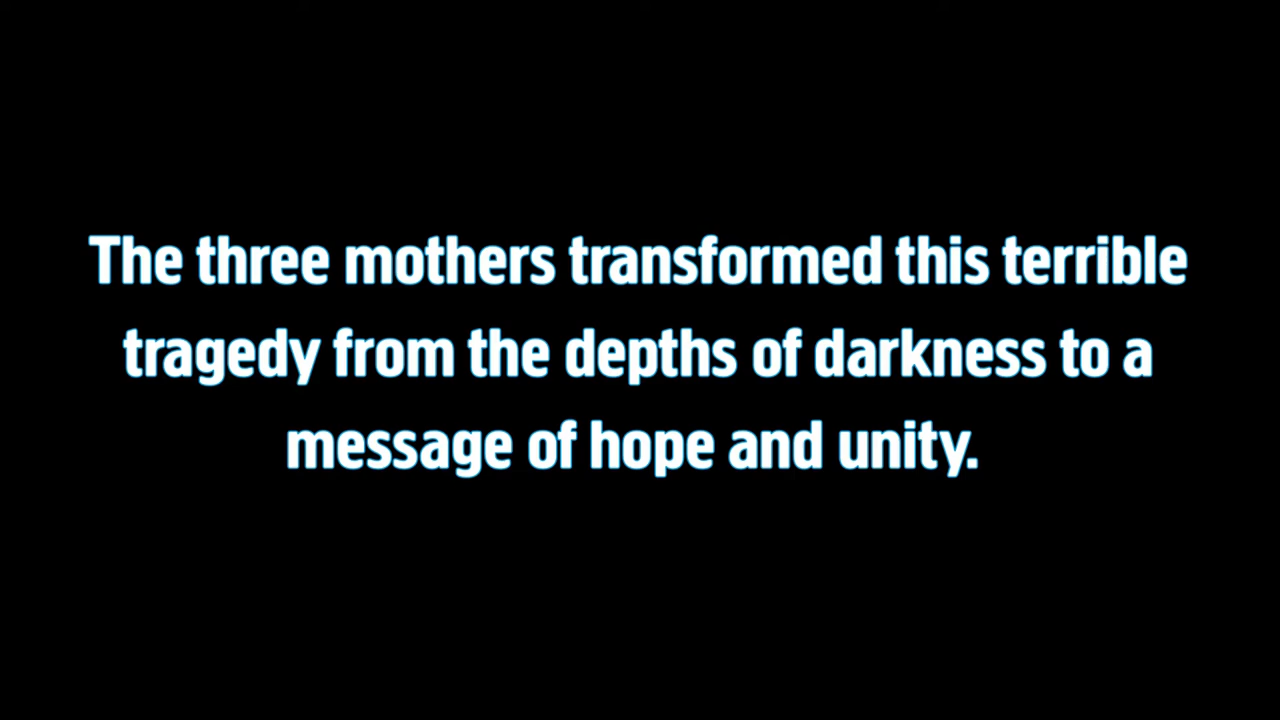 The three mothers transformed this terrible
tragedy from the depths of darkness to a
message of hope and unity.